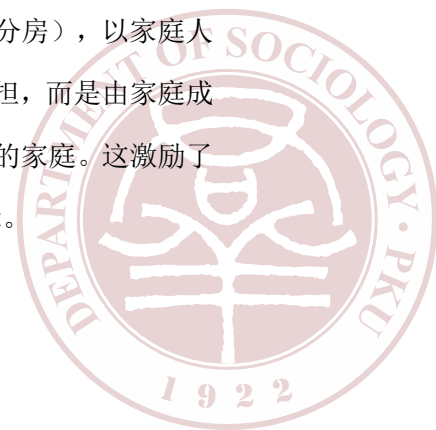 分房），以家庭人
担，而是由家庭成
的家庭。这激励了
。
DEPARTMENT OF SOCIOLOGY · PKU
1922